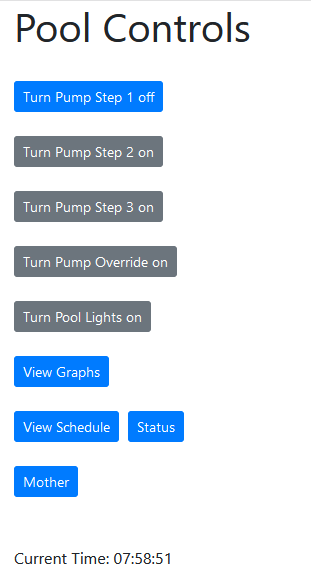 Pool Controls
Turn Pump Step 1 off
Turn Pump Step 2 on
Turn Pump Step 3 on
Turn Pump Override on
Turn Pool Lights on
View Graphs
View Schedule Status
Mother
Current Time: 07:58:51